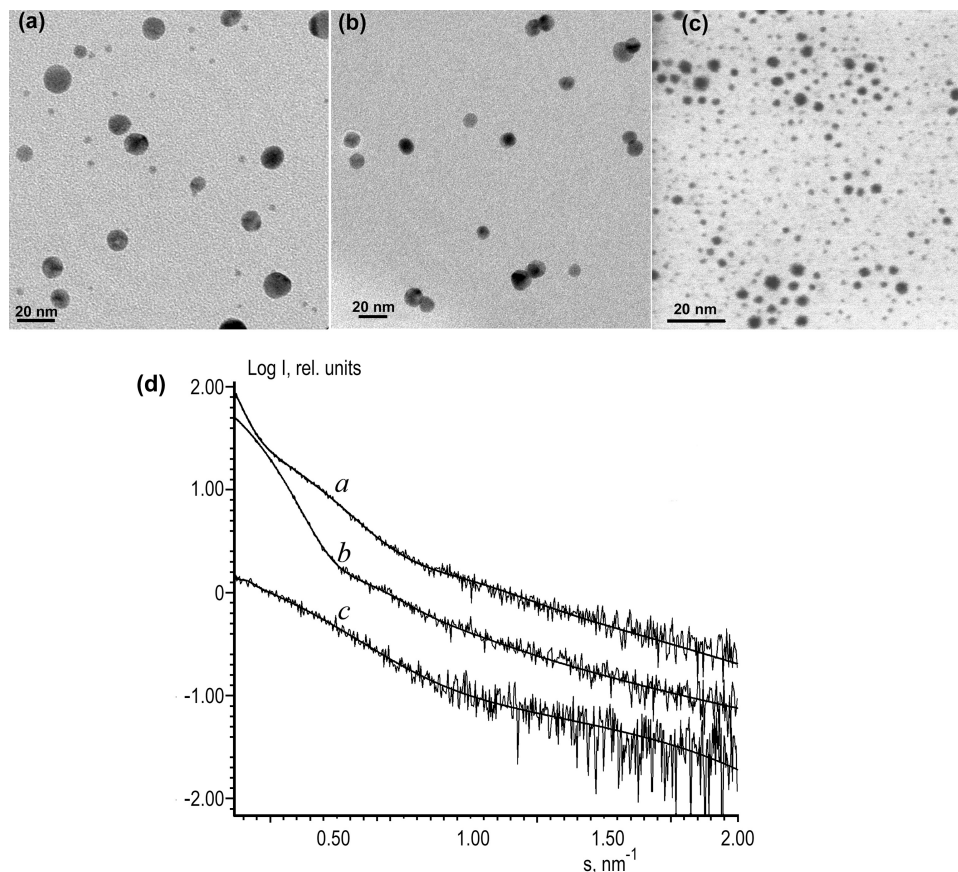 (a)
(b)
(c)
20 nm
20 nm
20 nm
(d)
Log I, rel. units
2.00
1.00
0
-1.00
-2.00
a
b
c
0.50
1.00
1.50
2.00
s, nm⁻¹